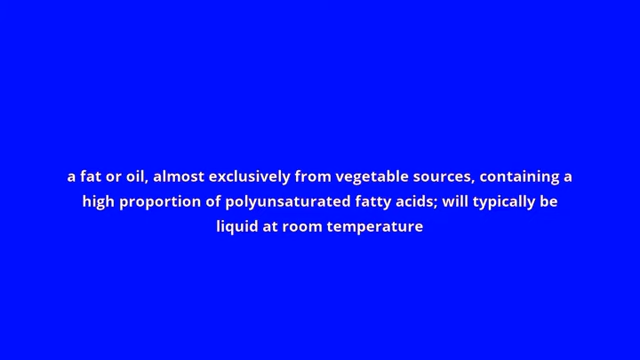 a fat or oil, almost exclusively from vegetable sources, containing a
high proportion of polyunsaturated fatty acids; will typically be
liquid at room temperature